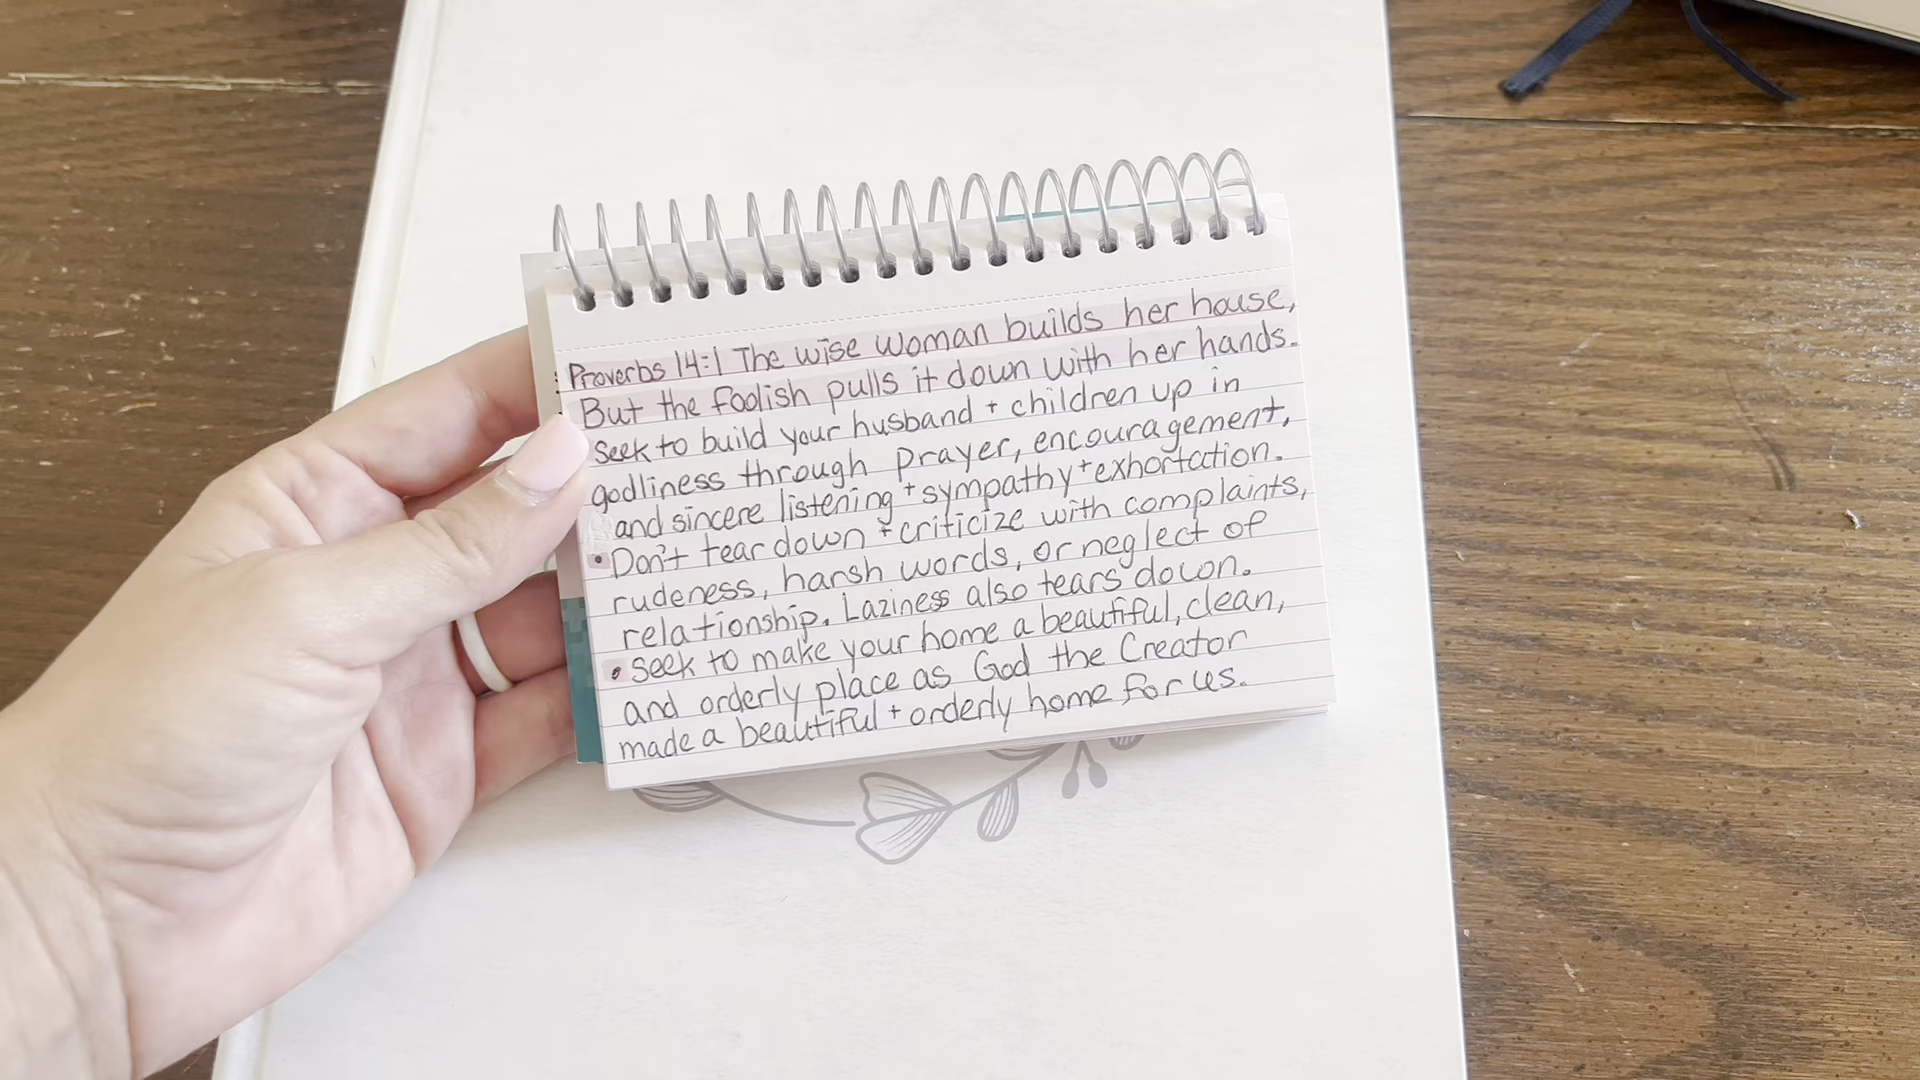 Proverbs 14:1 The wise woman builds her house,
But the foolish pulls it down with her hands.
Seek to build your husband + children up in
godliness through prayer, encouragement,
and sincere listening + sympathy + exhortation.
• Don't tear down + criticize with complaints,
rudeness, harsh words, or neglect of
relationship. Laziness also tears down.
• Seek to make your home a beautiful, clean,
and orderly place as God the Creator
made a beautiful + orderly home for us.